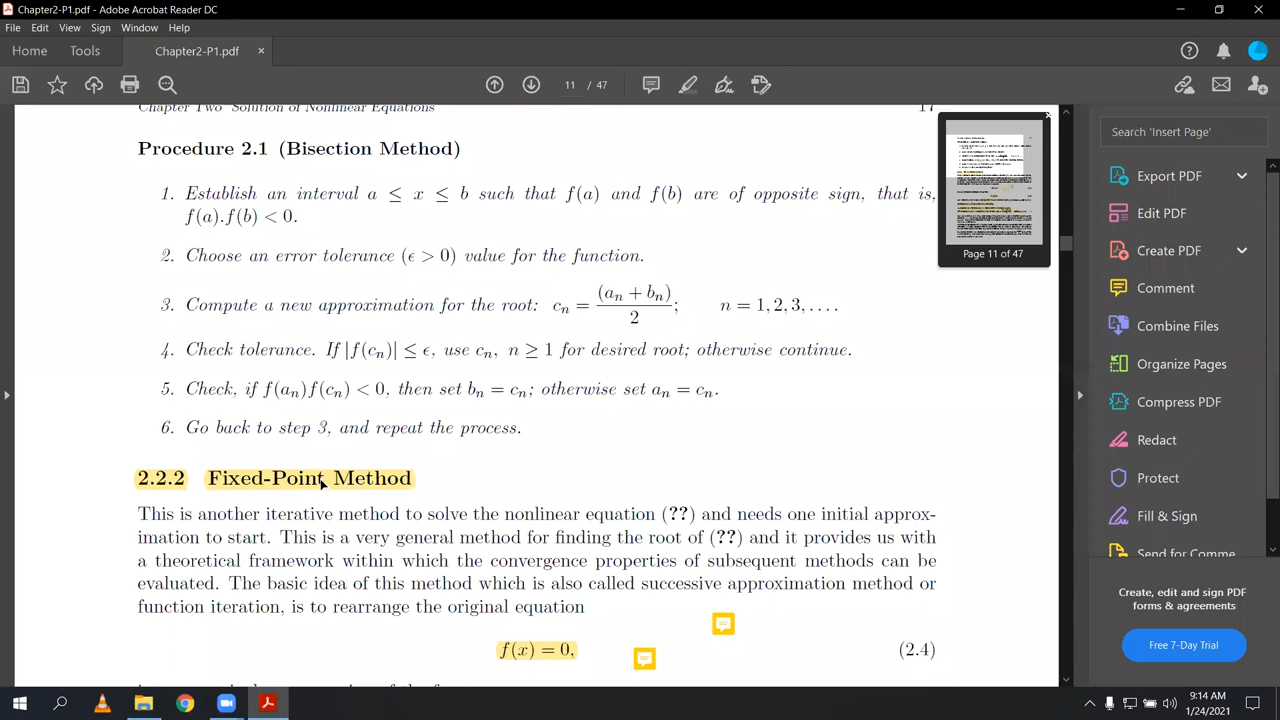 Chapter2-P1.pdf - Adobe Acrobat Reader DC
File Edit View Sign Window Help
Home Tools Chapter2-P1.pdf ×
11 / 47
Chapter Two Solution of Nonlinear Equations 17
Procedure 2.1 (Bisection Method)
1. Establish an interval a ≤ x ≤ b such that f(a) and f(b) are of opposite sign, that is,
f(a).f(b) < 0.
2. Choose an error tolerance (ϵ > 0) value for the function.
3. Compute a new approximation for the root: cₙ = (aₙ + bₙ)/2; n = 1, 2, 3, . . . .
4. Check tolerance. If |f(cₙ)| ≤ ϵ, use cₙ, n ≥ 1 for desired root; otherwise continue.
5. Check, if f(aₙ)f(cₙ) < 0, then set bₙ = cₙ; otherwise set aₙ = cₙ.
6. Go back to step 3, and repeat the process.
2.2.2 Fixed-Point Method
This is another iterative method to solve the nonlinear equation (??) and needs one initial approx-
imation to start. This is a very general method for finding the root of (??) and it provides us with
a theoretical framework within which the convergence properties of subsequent methods can be
evaluated. The basic idea of this method which is also called successive approximation method or
function iteration, is to rearrange the original equation
f(x) = 0, (2.4)
Page 11 of 47
Search 'Insert Page'
Export PDF
Edit PDF
Create PDF
Comment
Combine Files
Organize Pages
Compress PDF
Redact
Protect
Fill & Sign
Send for Comme
Create, edit and sign PDF
forms & agreements
Free 7-Day Trial
9:14 AM
1/24/2021